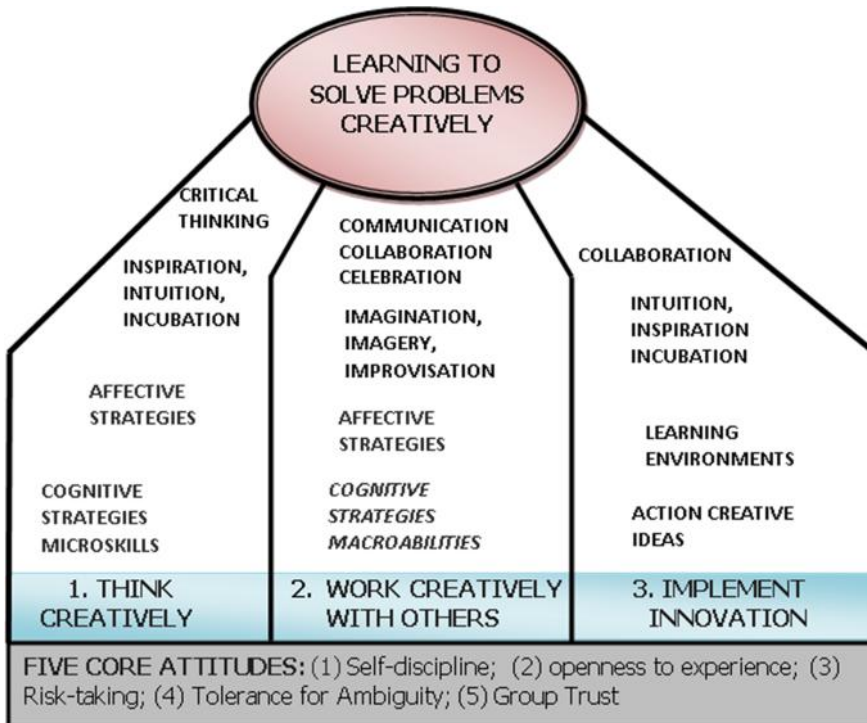 LEARNING TO
SOLVE PROBLEMS
CREATIVELY
CRITICAL
THINKING
INSPIRATION,
INTUITION,
INCUBATION
AFFECTIVE
STRATEGIES
COGNITIVE
STRATEGIES
MICROSKILLS
1. THINK
CREATIVELY
COMMUNICATION
COLLABORATION
CELEBRATION
IMAGINATION,
IMAGERY,
IMPROVISATION
AFFECTIVE
STRATEGIES
COGNITIVE
STRATEGIES
MACROABILITIES
2. WORK CREATIVELY
WITH OTHERS
COLLABORATION
INTUITION,
INSPIRATION
INCUBATION
LEARNING
ENVIRONMENTS
ACTION CREATIVE
IDEAS
3. IMPLEMENT
INNOVATION
FIVE CORE ATTITUDES: (1) Self-discipline; (2) openness to experience; (3)
Risk-taking; (4) Tolerance for Ambiguity; (5) Group Trust